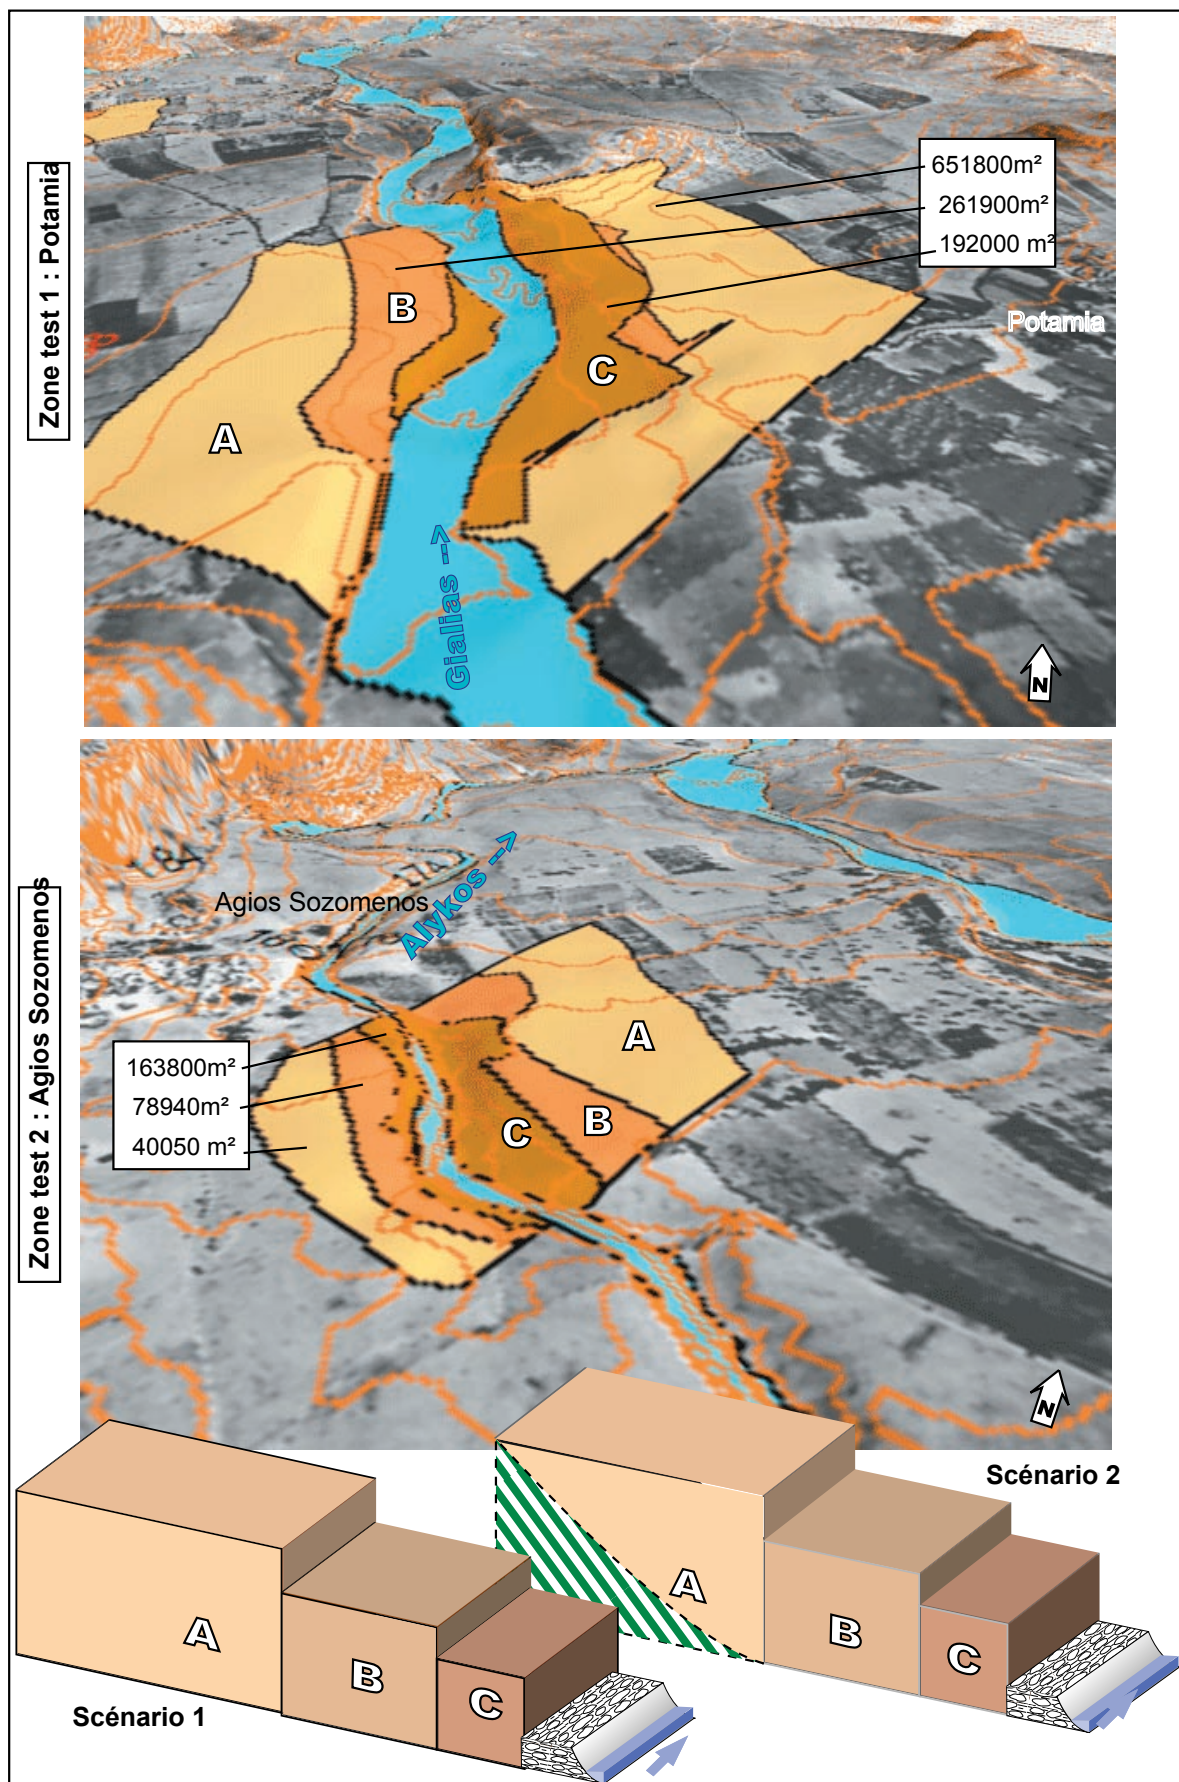 Zone test 1 : Potamia
651800m²
261900m²
192000 m²
Potamia
A
B
C
Gialias -->
N
Zone test 2 : Agios Sozomenos
Agios Sozomenos
Alykos -->
163800m²
78940m²
40050 m²
A
B
C
N
Scénario 2
A
B
C
Scénario 1
A
B
C